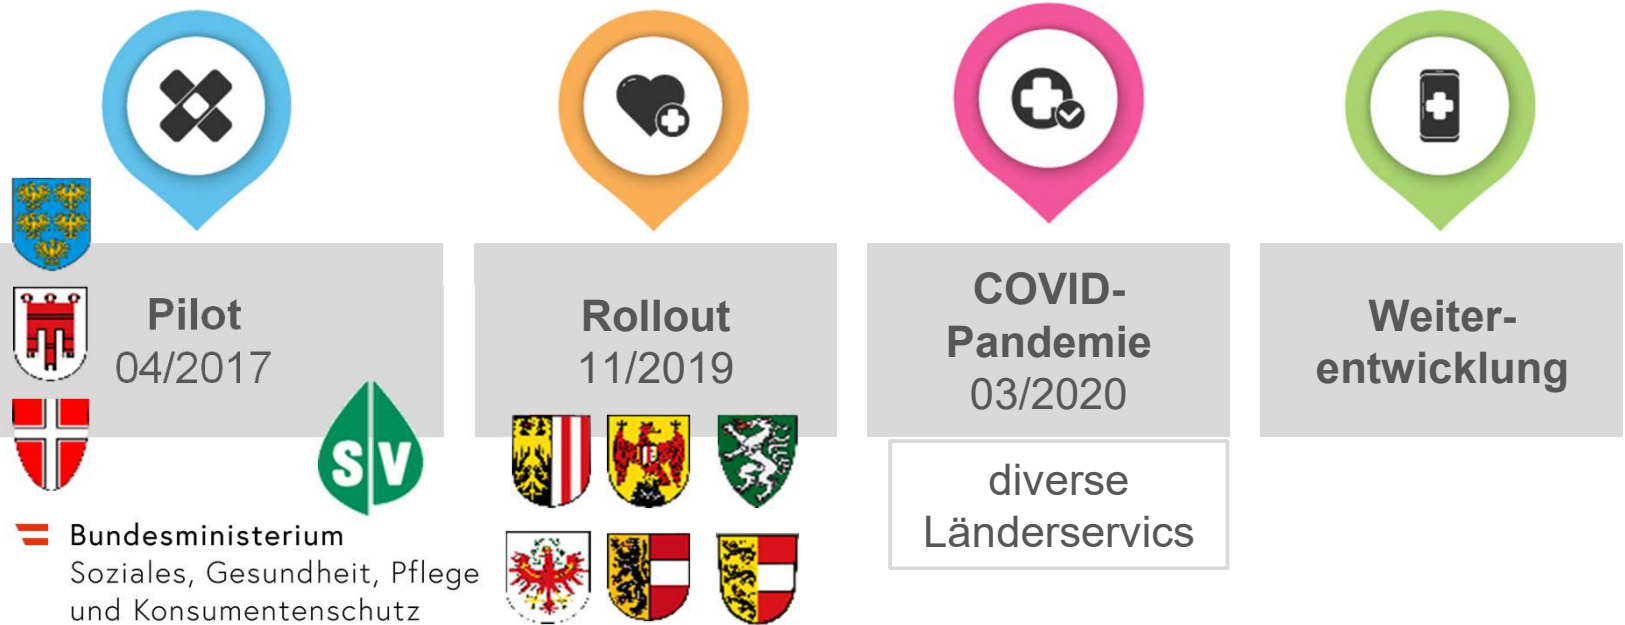 Pilot
04/2017
SV
Bundesministerium
Soziales, Gesundheit, Pflege
und Konsumentenschutz
Rollout
11/2019
COVID-
Pandemie
03/2020
diverse
Länderservics
Weiter-
entwicklung